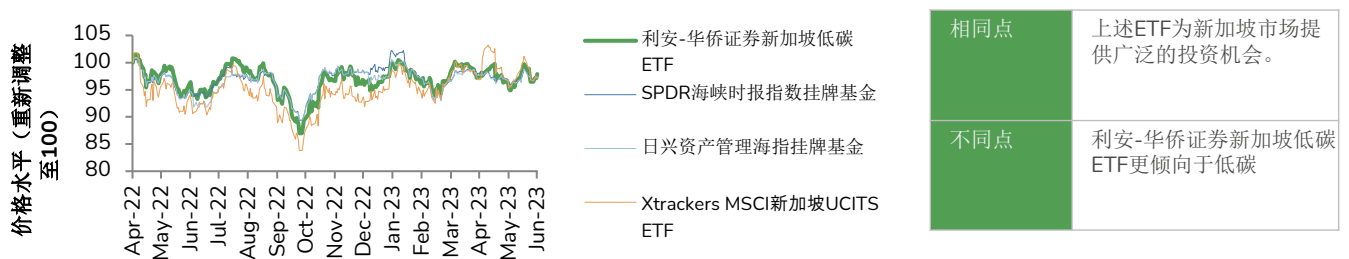 价格水平（重新调整
至100）
105
100
95
90
85
80
Apr-22
May-22
Jun-22
Jul-22
Aug-22
Sep-22
Oct-22
Nov-22
Dec-22
Jan-23
Feb-23
Mar-23
Apr-23
May-23
Jun-23
利安-华侨证券新加坡低碳
ETF
SPDR海峡时报指数挂牌基金
日兴资产管理海指挂牌基金
Xtrackers MSCI新加坡UCITS
ETF
相同点
上述ETF为新加坡市场提
供广泛的投资机会。
不同点
利安-华侨证券新加坡低碳
ETF更倾向于低碳